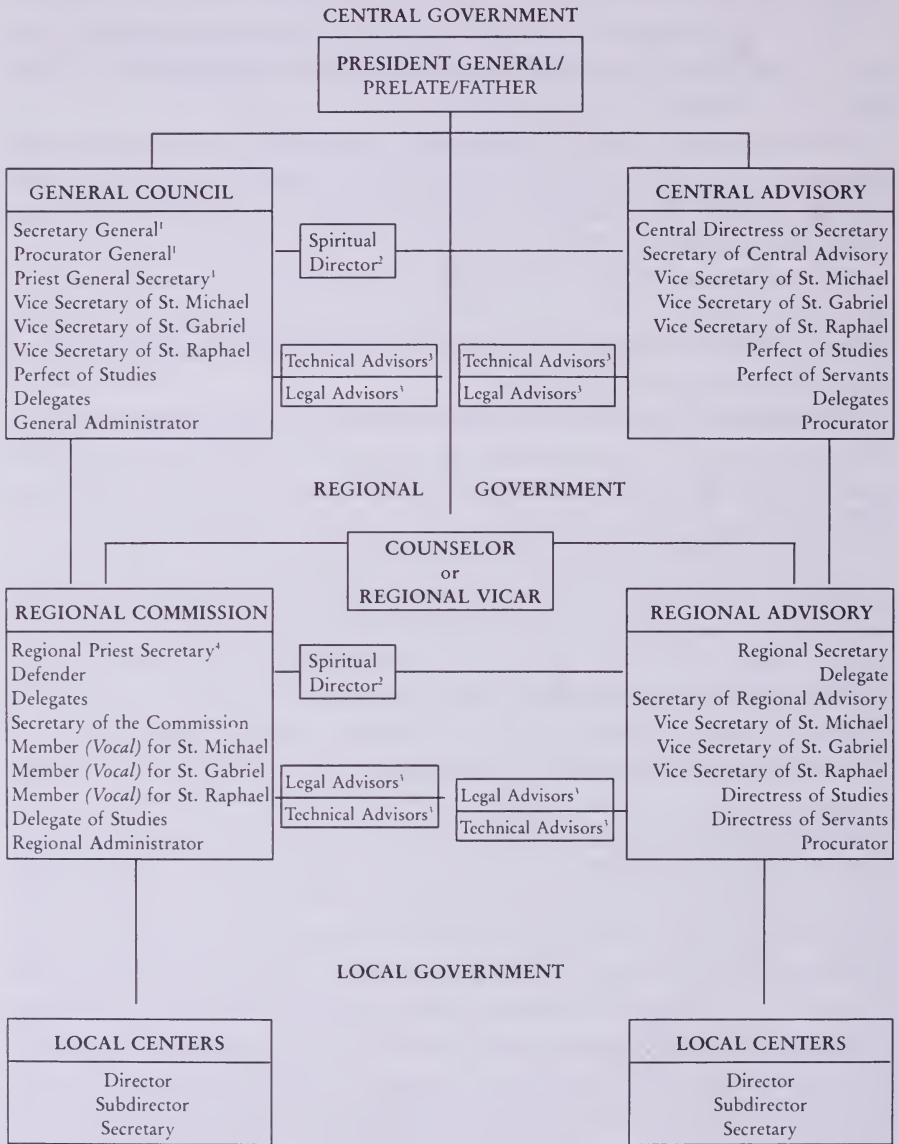 CENTRAL GOVERNMENT
PRESIDENT GENERAL/
PRELATE/FATHER
GENERAL COUNCIL
Secretary General¹
Procurator General¹
Priest General Secretary¹
Vice Secretary of St. Michael
Vice Secretary of St. Gabriel
Vice Secretary of St. Raphael
Perfect of Studies
Delegates
General Administrator
Spiritual
Director²
Technical Advisors³
Legal Advisors³
Technical Advisors³
Legal Advisors³
CENTRAL ADVISORY
Central Directress or Secretary
Secretary of Central Advisory
Vice Secretary of St. Michael
Vice Secretary of St. Gabriel
Vice Secretary of St. Raphael
Perfect of Studies
Perfect of Servants
Delegates
Procurator
REGIONAL GOVERNMENT
COUNSELOR
or
REGIONAL VICAR
REGIONAL COMMISSION
Regional Priest Secretary⁴
Defender
Delegates
Secretary of the Commission
Member (Vocal) for St. Michael
Member (Vocal) for St. Gabriel
Member (Vocal) for St. Raphael
Delegate of Studies
Regional Administrator
Spiritual
Director²
Legal Advisors³
Technical Advisors³
Legal Advisors³
Technical Advisors³
REGIONAL ADVISORY
Regional Secretary
Delegate
Secretary of Regional Advisory
Vice Secretary of St. Michael
Vice Secretary of St. Gabriel
Vice Secretary of St. Raphael
Directress of Studies
Directress of Servants
Procurator
LOCAL GOVERNMENT
LOCAL CENTERS
Director
Subdirector
Secretary
LOCAL CENTERS
Director
Subdirector
Secretary